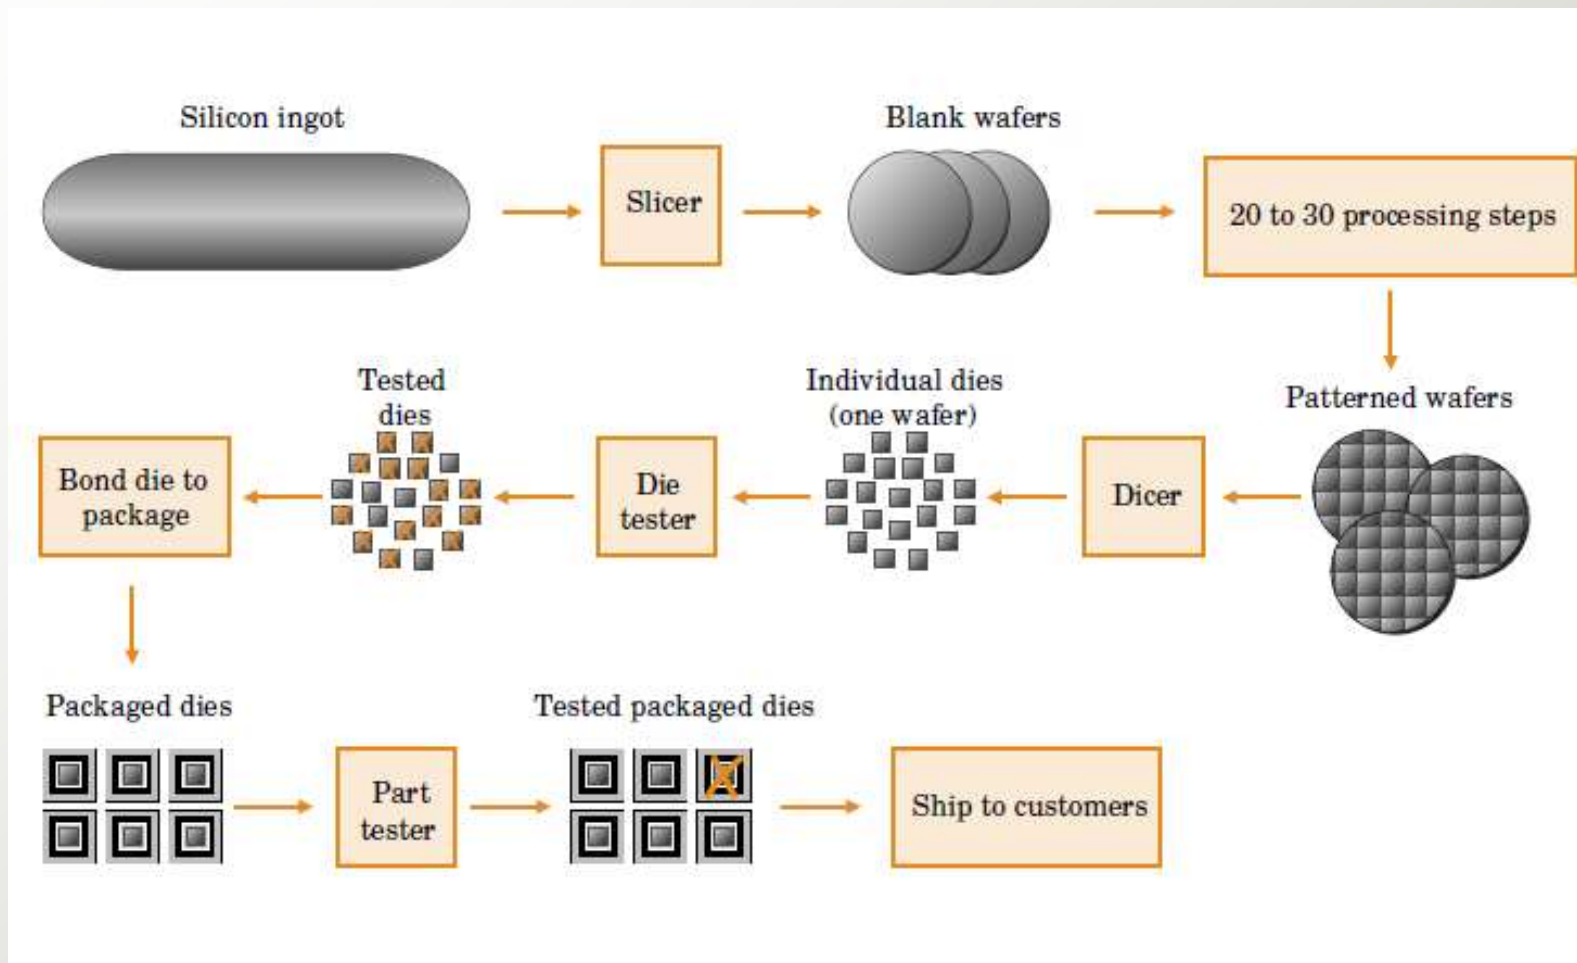 Silicon ingot
Slicer
Blank wafers
20 to 30 processing steps
Patterned wafers
Dicer
Individual dies
(one wafer)
Die
tester
Tested
dies
Bond die to
package
Packaged dies
Part
tester
Tested packaged dies
Ship to customers